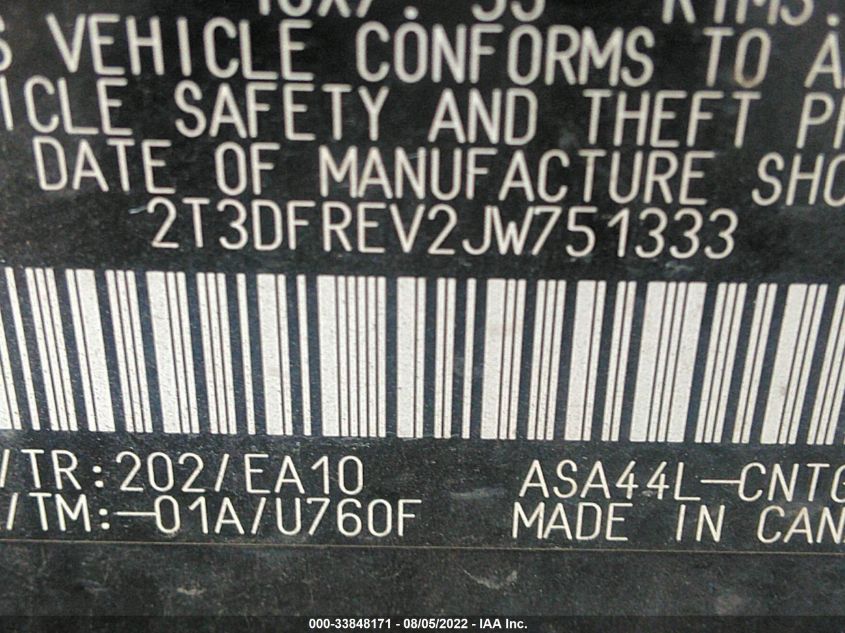 S VEHICLE CONFORMS TO A
ICLE SAFETY AND THEFT
DATE OF MANUFACTURE SHO
2T3DFREV2JW751333
/TR:202/EA10 ASA44L-CNTG
/TM:-01A/U760F MADE IN CANA
000-33848171 - 08/05/2022 - IAA Inc.